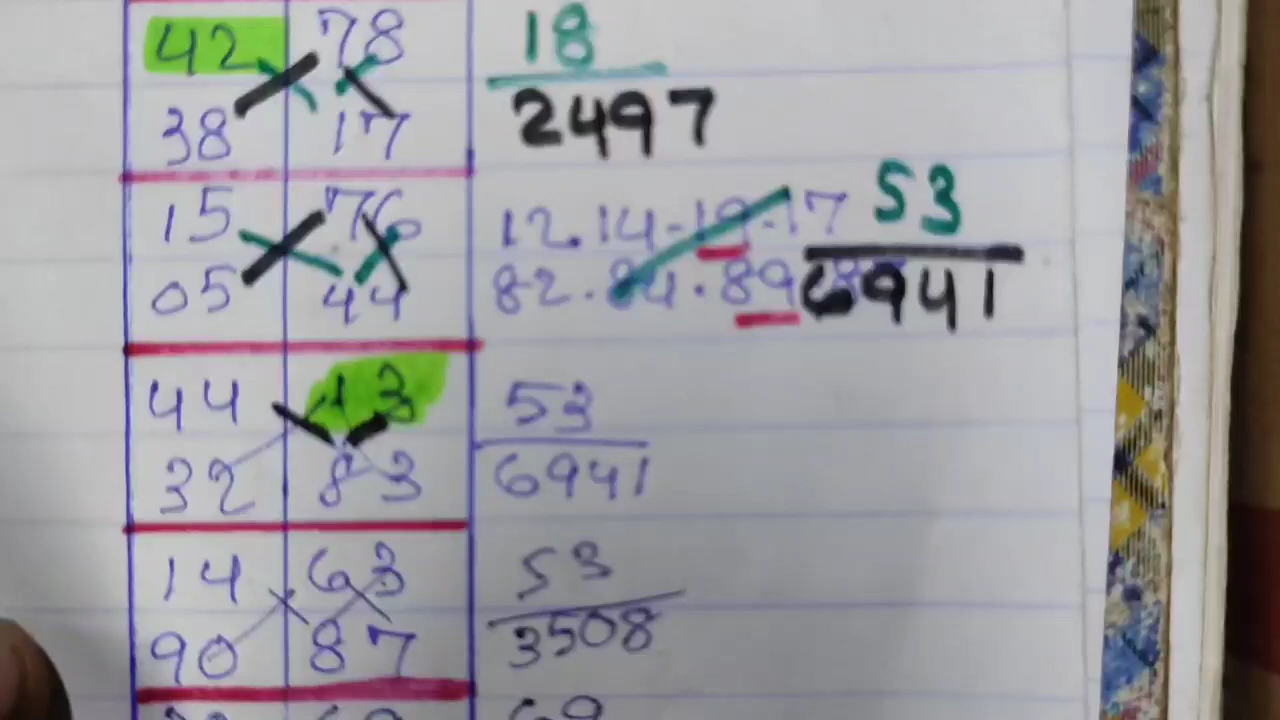 42 78 18
38 17 2497
15 76 12.14-19.17 53
05 44 82.84.89 6941
44 13 53
32 83 6941
14 63 53
90 87 3508